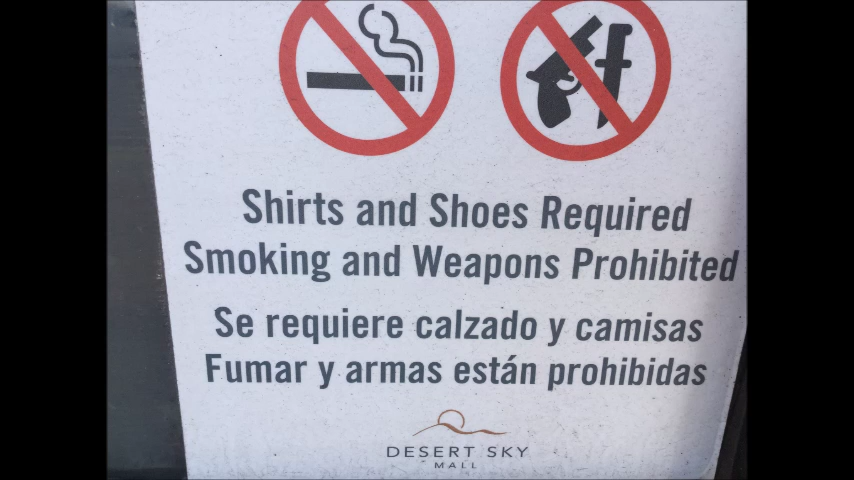 Shirts and Shoes Required
Smoking and Weapons Prohibited
Se requiere calzado y camisas
Fumar y armas están prohibidas
DESERT SKY
MALL